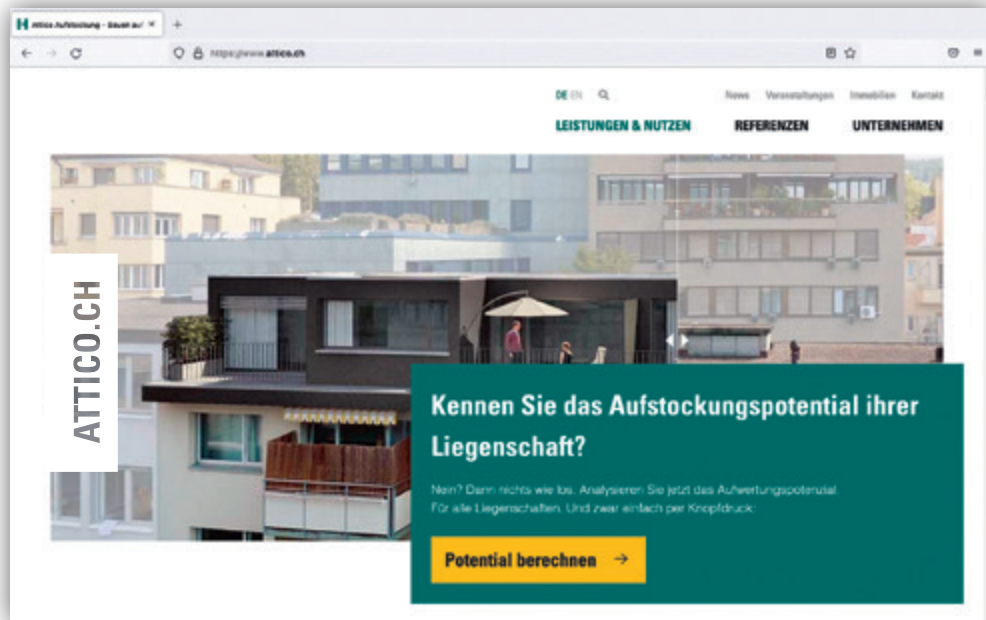 Attico Aufstockung - Bauen auf
https://www.attico.ch
DE EN
News Veranstaltungen Immobilien Kontakt
LEISTUNGEN & NUTZEN REFERENZEN UNTERNEHMEN
ATTICO.CH
Kennen Sie das Aufstockungspotential ihrer
Liegenschaft?
Nein? Dann nichts wie los. Analysieren Sie jetzt das Aufwertungspotenzial.
Für alle Liegenschaften. Und zwar einfach per Knopfdruck:
Potential berechnen →